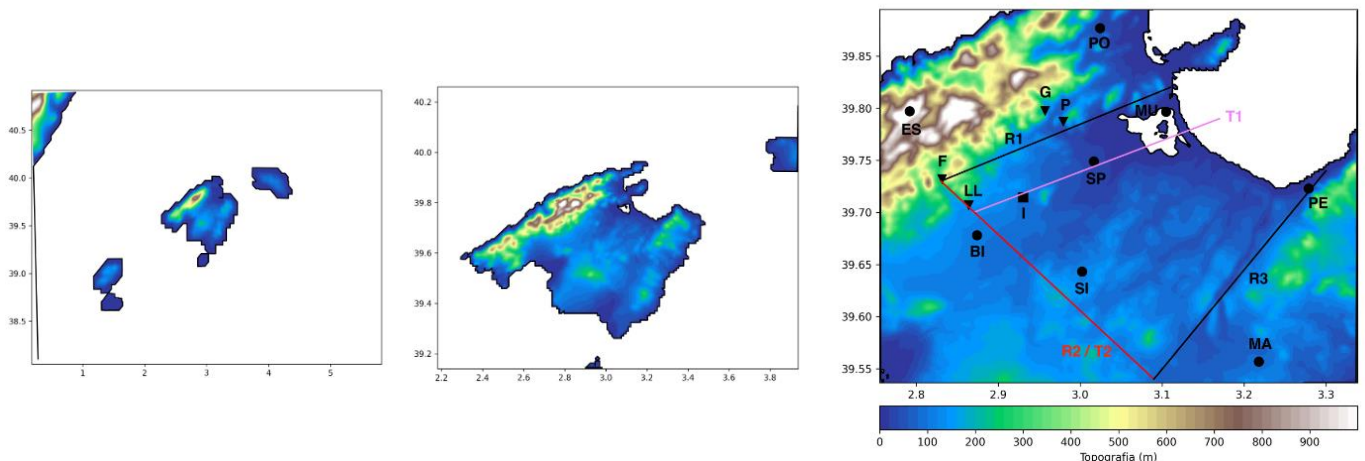 40.5
40.0
39.5
39.0
38.5
1 2 3 4 5
40.2
40.0
39.8
39.6
39.4
39.2
2.2 2.4 2.6 2.8 3.0 3.2 3.4 3.6 3.8
39.85
39.80
39.75
39.70
39.65
39.60
39.55
PO
G
P
MU
ES
T1
R1
F
SP
LL
PE
I
BI
SI
R3
MA
R2 / T2
2.8 2.9 3.0 3.1 3.2 3.3
0 100 200 300 400 500 600 700 800 900
Topografia (m)